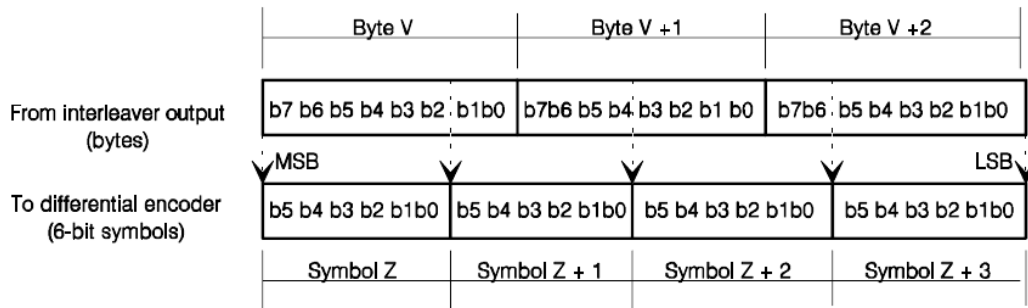 Byte V Byte V +1 Byte V +2
From interleaver output
(bytes)
b7 b6 b5 b4 b3 b2 b1b0 b7b6 b5 b4 b3 b2 b1 b0 b7b6 b5 b4 b3 b2 b1b0
MSB LSB
To differential encoder
(6-bit symbols)
b5 b4 b3 b2 b1b0 b5 b4 b3 b2 b1b0 b5 b4 b3 b2 b1b0 b5 b4 b3 b2 b1b0
Symbol Z Symbol Z + 1 Symbol Z + 2 Symbol Z + 3